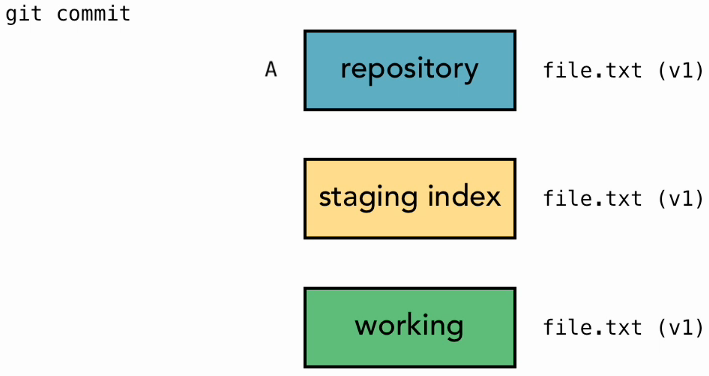 git commit
A repository file.txt (v1)
staging index file.txt (v1)
working file.txt (v1)